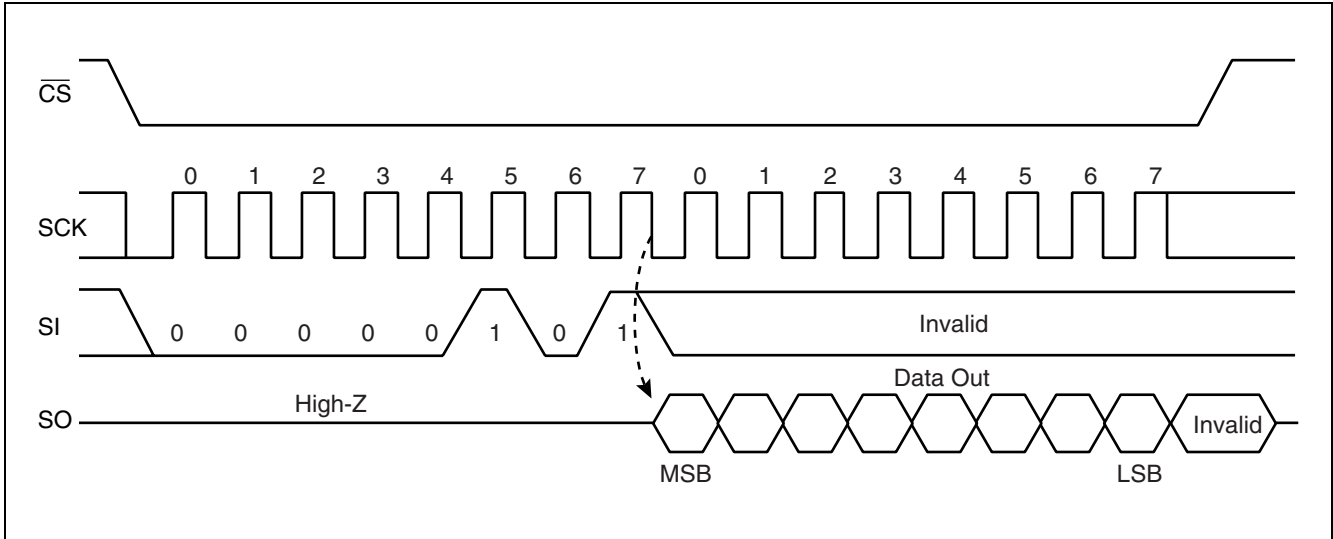 C̅S̅
0 1 2 3 4 5 6 7 0 1 2 3 4 5 6 7
SCK
SI
0 0 0 0 0 1 0 1 Invalid
Data Out
High-Z
SO
Invalid
MSB LSB